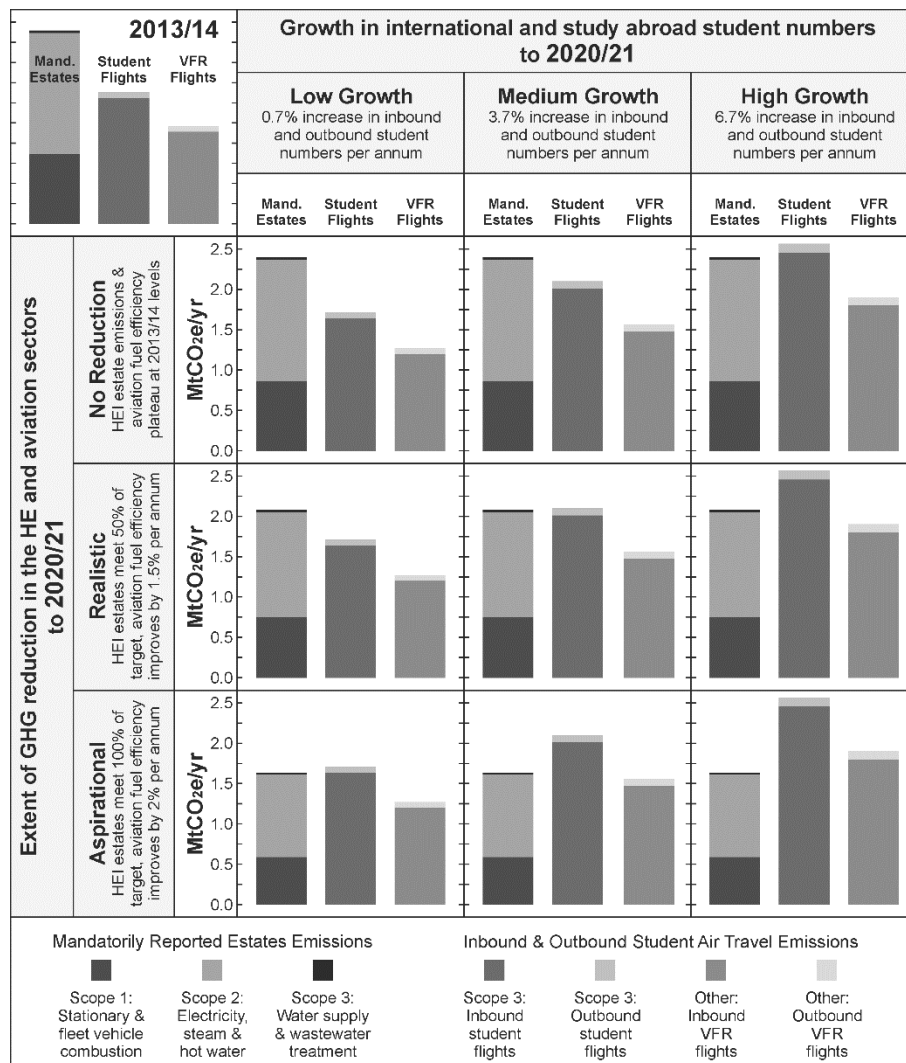 2013/14
Mand.
Estates
Student
Flights
VFR
Flights
Growth in international and study abroad student numbers
to 2020/21
Low Growth
0.7% increase in inbound
and outbound student
numbers per annum
Medium Growth
3.7% increase in inbound
and outbound student
numbers per annum
High Growth
6.7% increase in inbound
and outbound student
numbers per annum
Mand.
Estates
Student
Flights
VFR
Flights
Mand.
Estates
Student
Flights
VFR
Flights
Mand.
Estates
Student
Flights
VFR
Flights
Extent of GHG reduction in the HE and aviation sectors
to 2020/21
No Reduction
HEI estate emissions &
aviation fuel efficiency
plateau at 2013/14 levels
MtCO2e/yr
2.5
2.0
1.5
1.0
0.5
0.0
Realistic
HEI estates meet 50% of
target, aviation fuel efficiency
improves by 1.5% per annum
MtCO2e/yr
2.5
2.0
1.5
1.0
0.5
0.0
Aspirational
HEI estates meet 100% of
target, aviation fuel efficiency
improves by 2% per annum
MtCO2e/yr
2.5
2.0
1.5
1.0
0.5
0.0
Mandatorily Reported Estates Emissions
Scope 1:
Stationary &
fleet vehicle
combustion
Scope 2:
Electricity,
steam &
hot water
Scope 3:
Water supply
& wastewater
treatment
Inbound & Outbound Student Air Travel Emissions
Scope 3:
Inbound
student
flights
Scope 3:
Outbound
student
flights
Other:
Inbound
VFR
flights
Other:
Outbound
VFR
flights